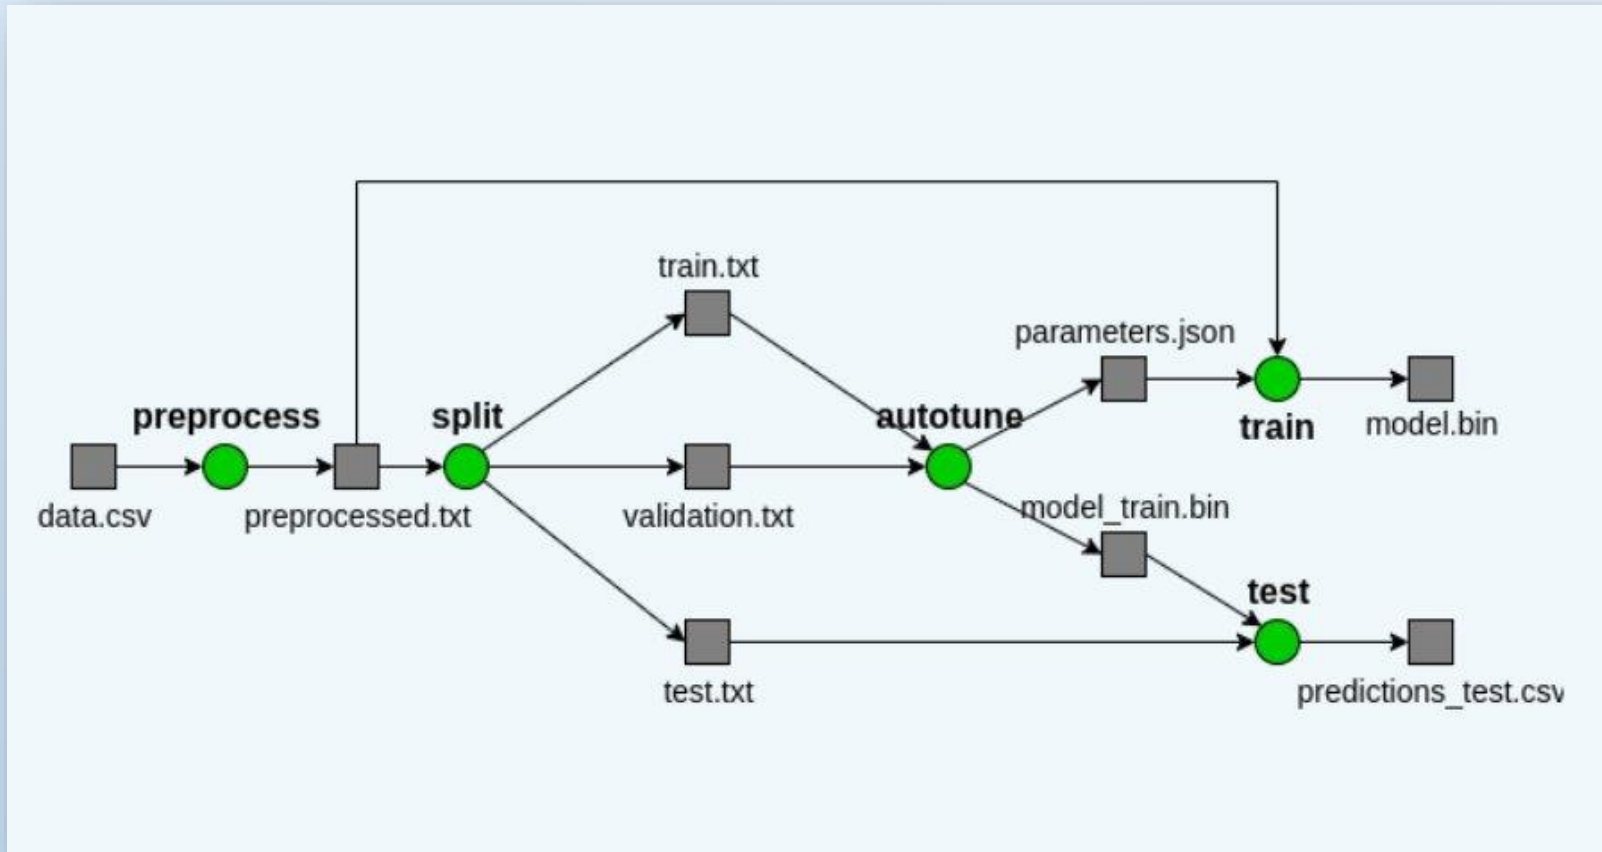 train.txt
parameters.json
preprocess
split
autotune
train
model.bin
data.csv
preprocessed.txt
validation.txt
model_train.bin
test
test.txt
predictions_test.csv